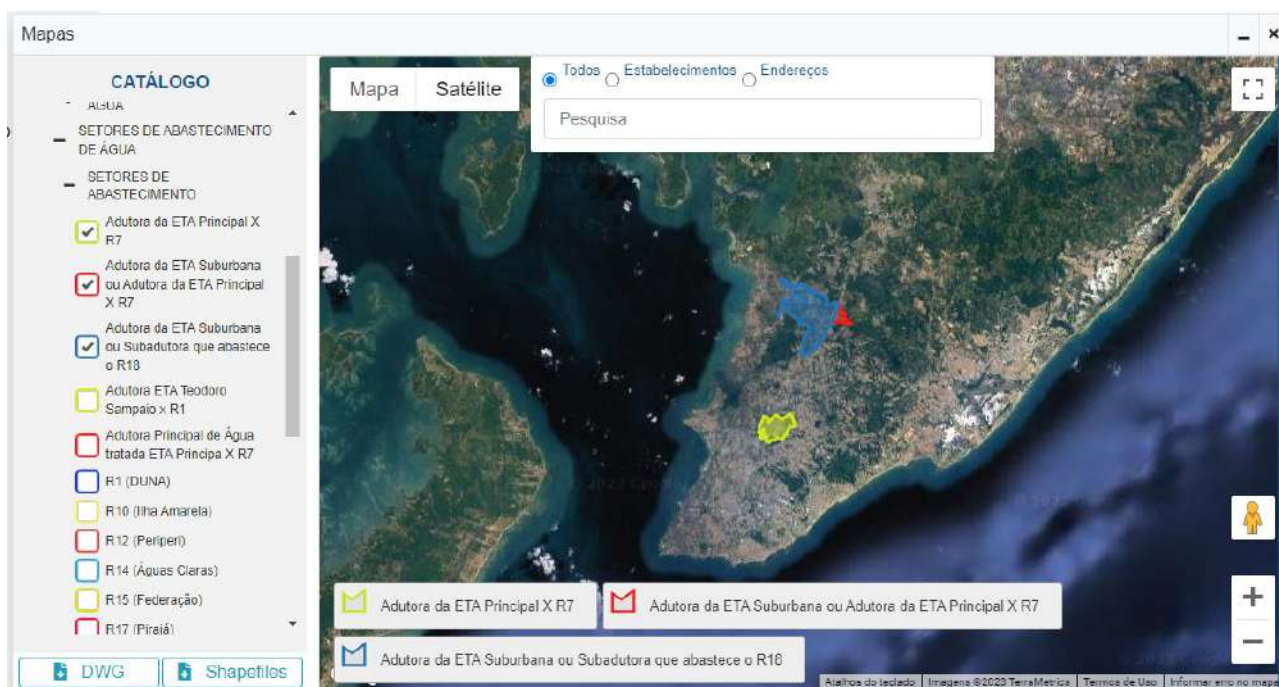 Mapas
CATÁLOGO
ÁGUA
SETORES DE ABASTECIMENTO
DE ÁGUA
SETORES DE
ABASTECIMENTO
Adutora da ETA Principal X
R7
Adutora da ETA Suburbana
ou Adutora da ETA Principal
X R7
Adutora da ETA Suburbana
ou Subadutora que abastece
o R18
Adutora ETA Teodoro
Sampaio x R1
Adutora Principal de Água
tratada ETA Principa X R7
R1 (DUNA)
R10 (Ilha Amarela)
R12 (Periperi)
R14 (Águas Claras)
R15 (Federação)
R17 (Pirajá)
DWG
Shapefiles
Mapa
Satélite
Todos
Estabelecimentos
Endereços
Pesquisa
Adutora da ETA Principal X R7
Adutora da ETA Suburbana ou Adutora da ETA Principal X R7
Adutora da ETA Suburbana ou Subadutora que abastece o R18
Atalhos do teclado
Imagens ©2023 TerraMetrics
Termos de Uso
Informar erro no mapa